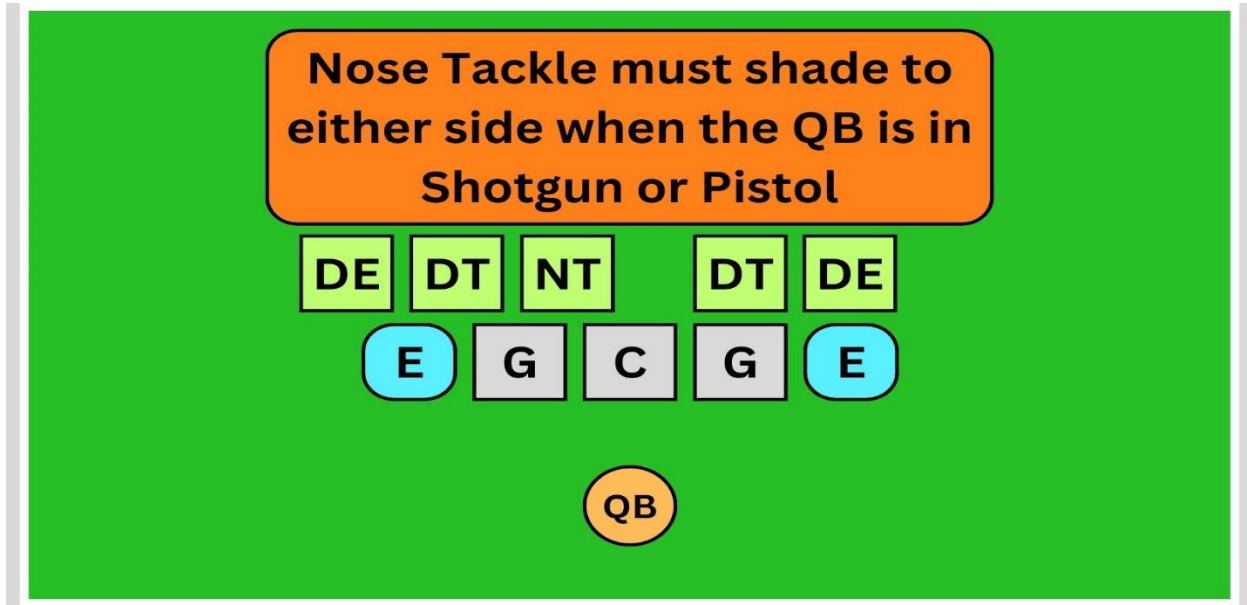 Nose Tackle must shade to
either side when the QB is in
Shotgun or Pistol
DE DT NT DT DE
E G C G E
QB